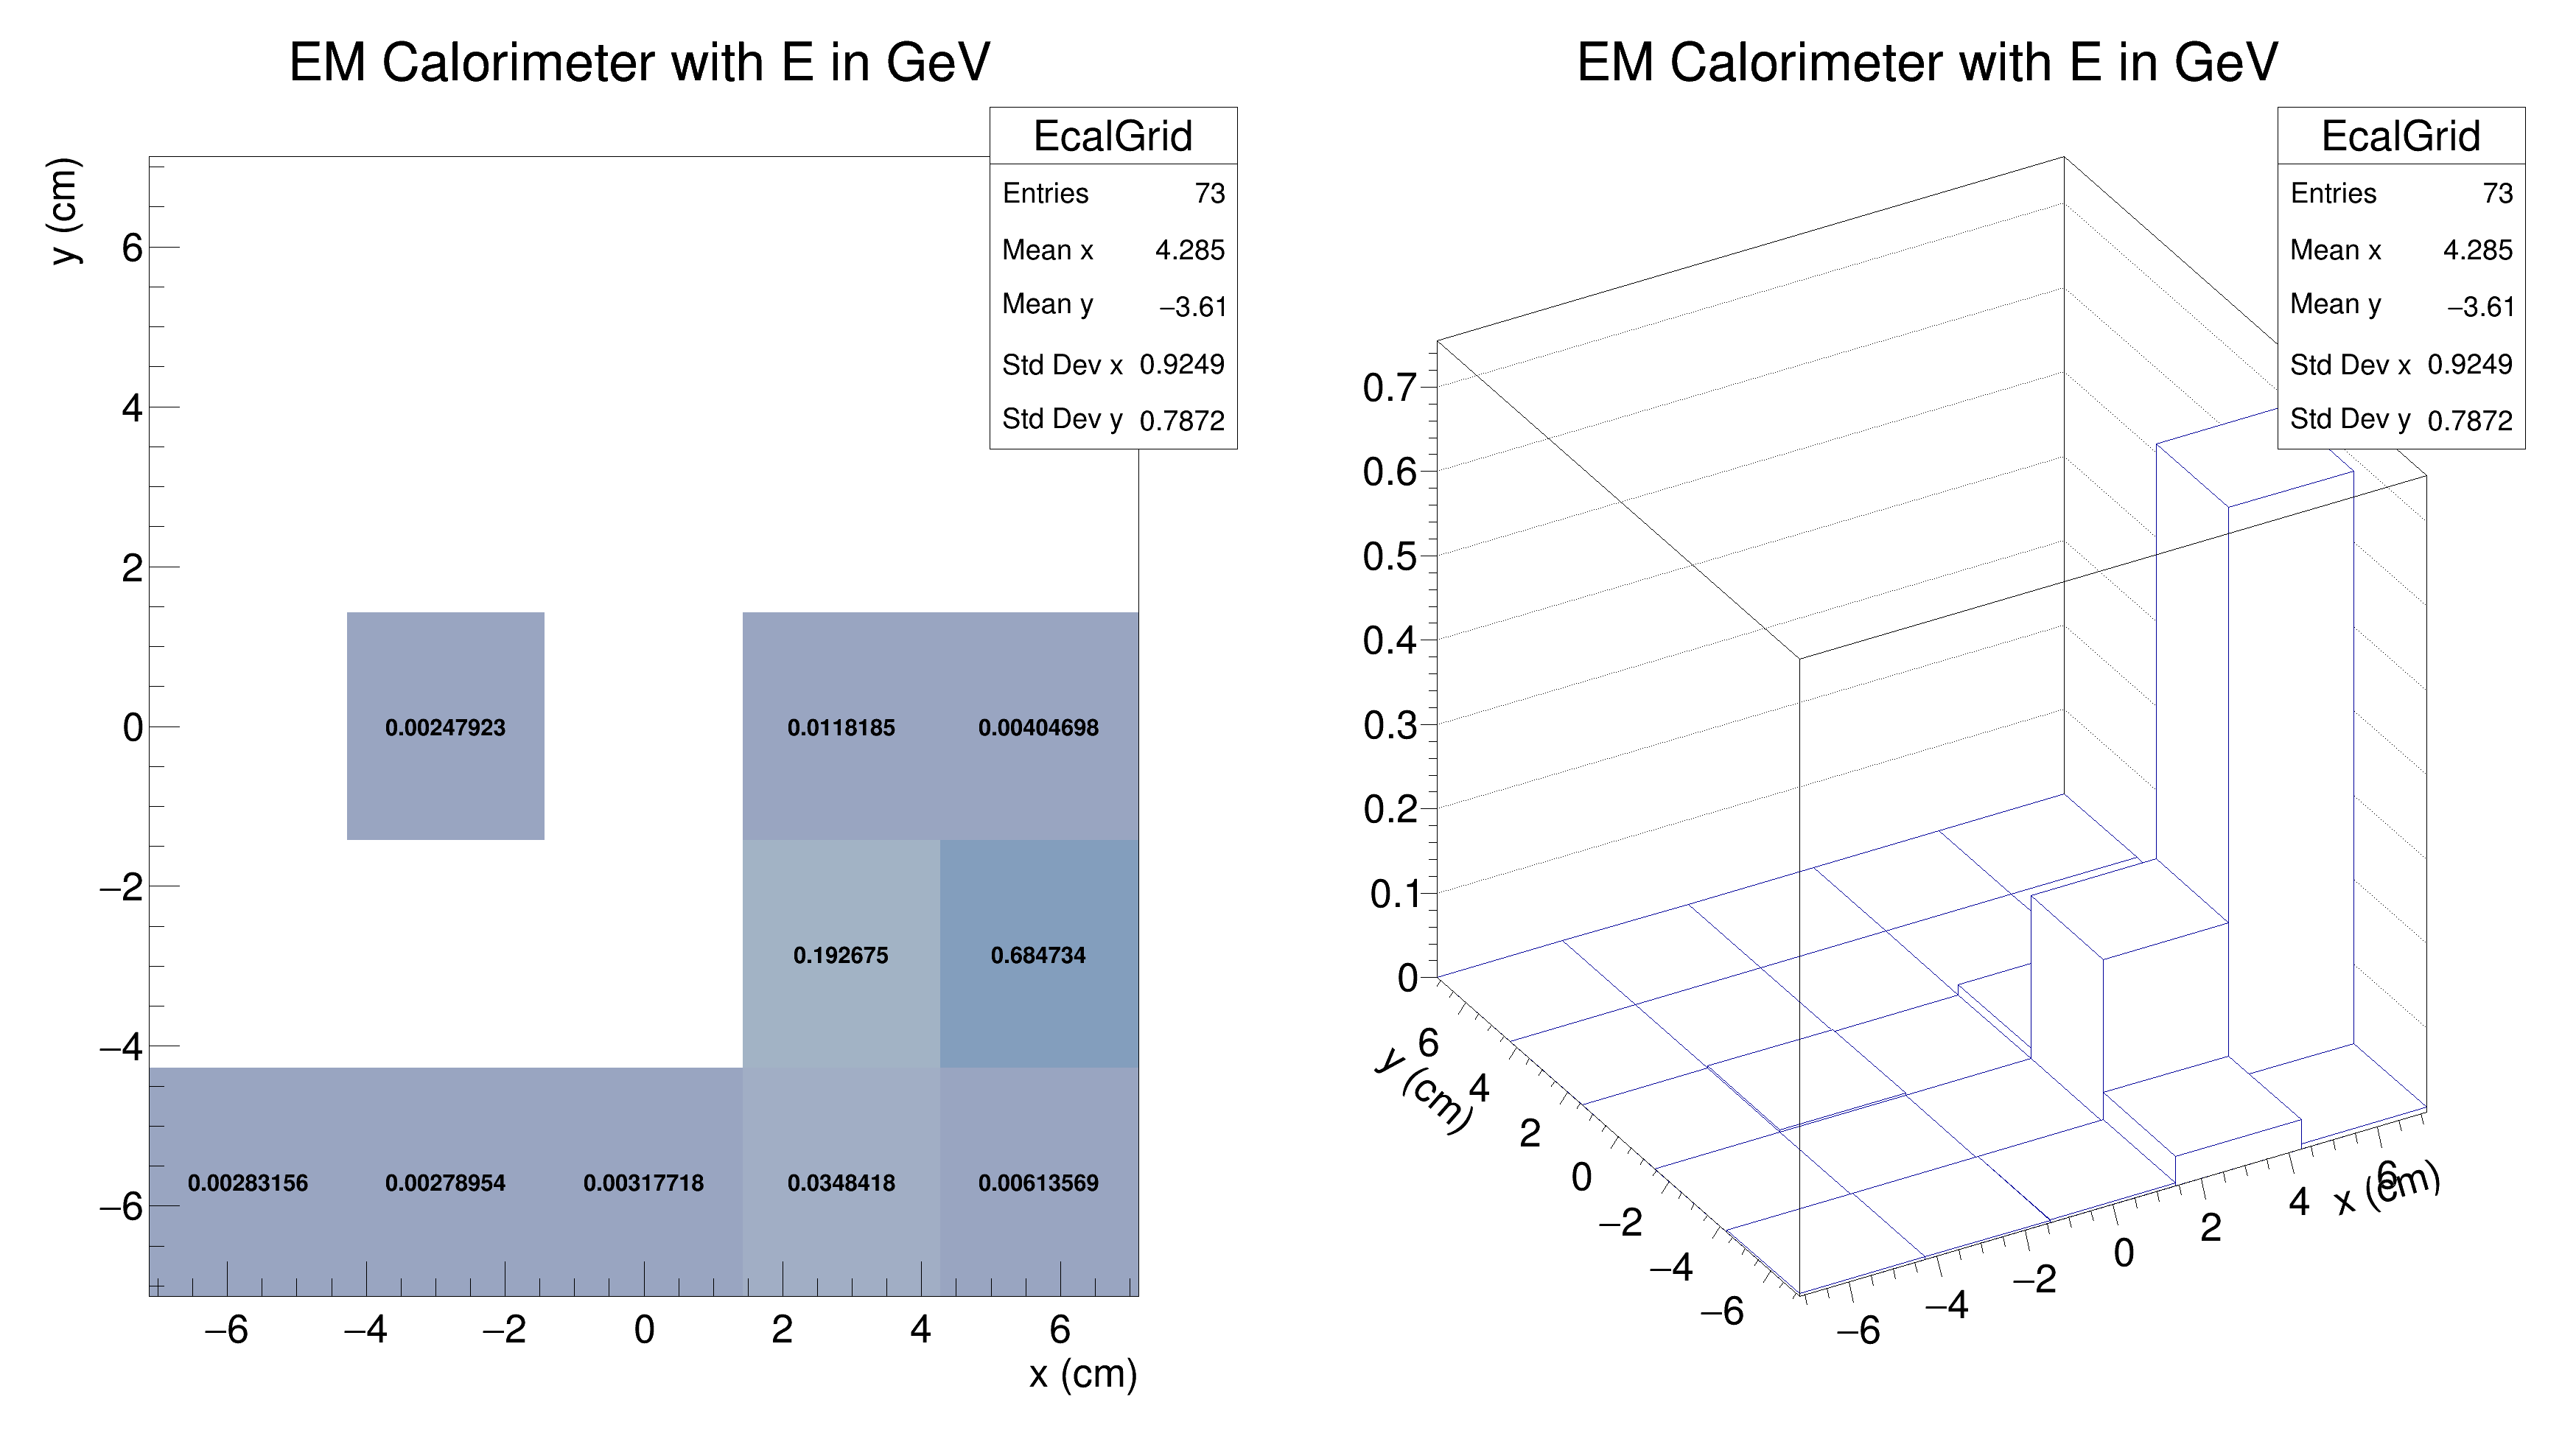 EM Calorimeter with E in GeV
EcalGrid
Entries 73
Mean x 4.285
Mean y −3.61
Std Dev x 0.9249
Std Dev y 0.7872
y (cm)
6
4
2
0
−2
−4
−6
0.00247923 0.0118185 0.00404698
0.192675 0.684734
0.00283156 0.00278954 0.00317718 0.0348418 0.00613569
−6 −4 −2 0 2 4 6
x (cm)
EM Calorimeter with E in GeV
EcalGrid
Entries 73
Mean x 4.285
Mean y −3.61
Std Dev x 0.9249
Std Dev y 0.7872
0.7
0.6
0.5
0.4
0.3
0.2
0.1
0
y (cm)
6
4
2
0
−2
−4
−6
−6 −4 −2 0 2 4 6
x (cm)